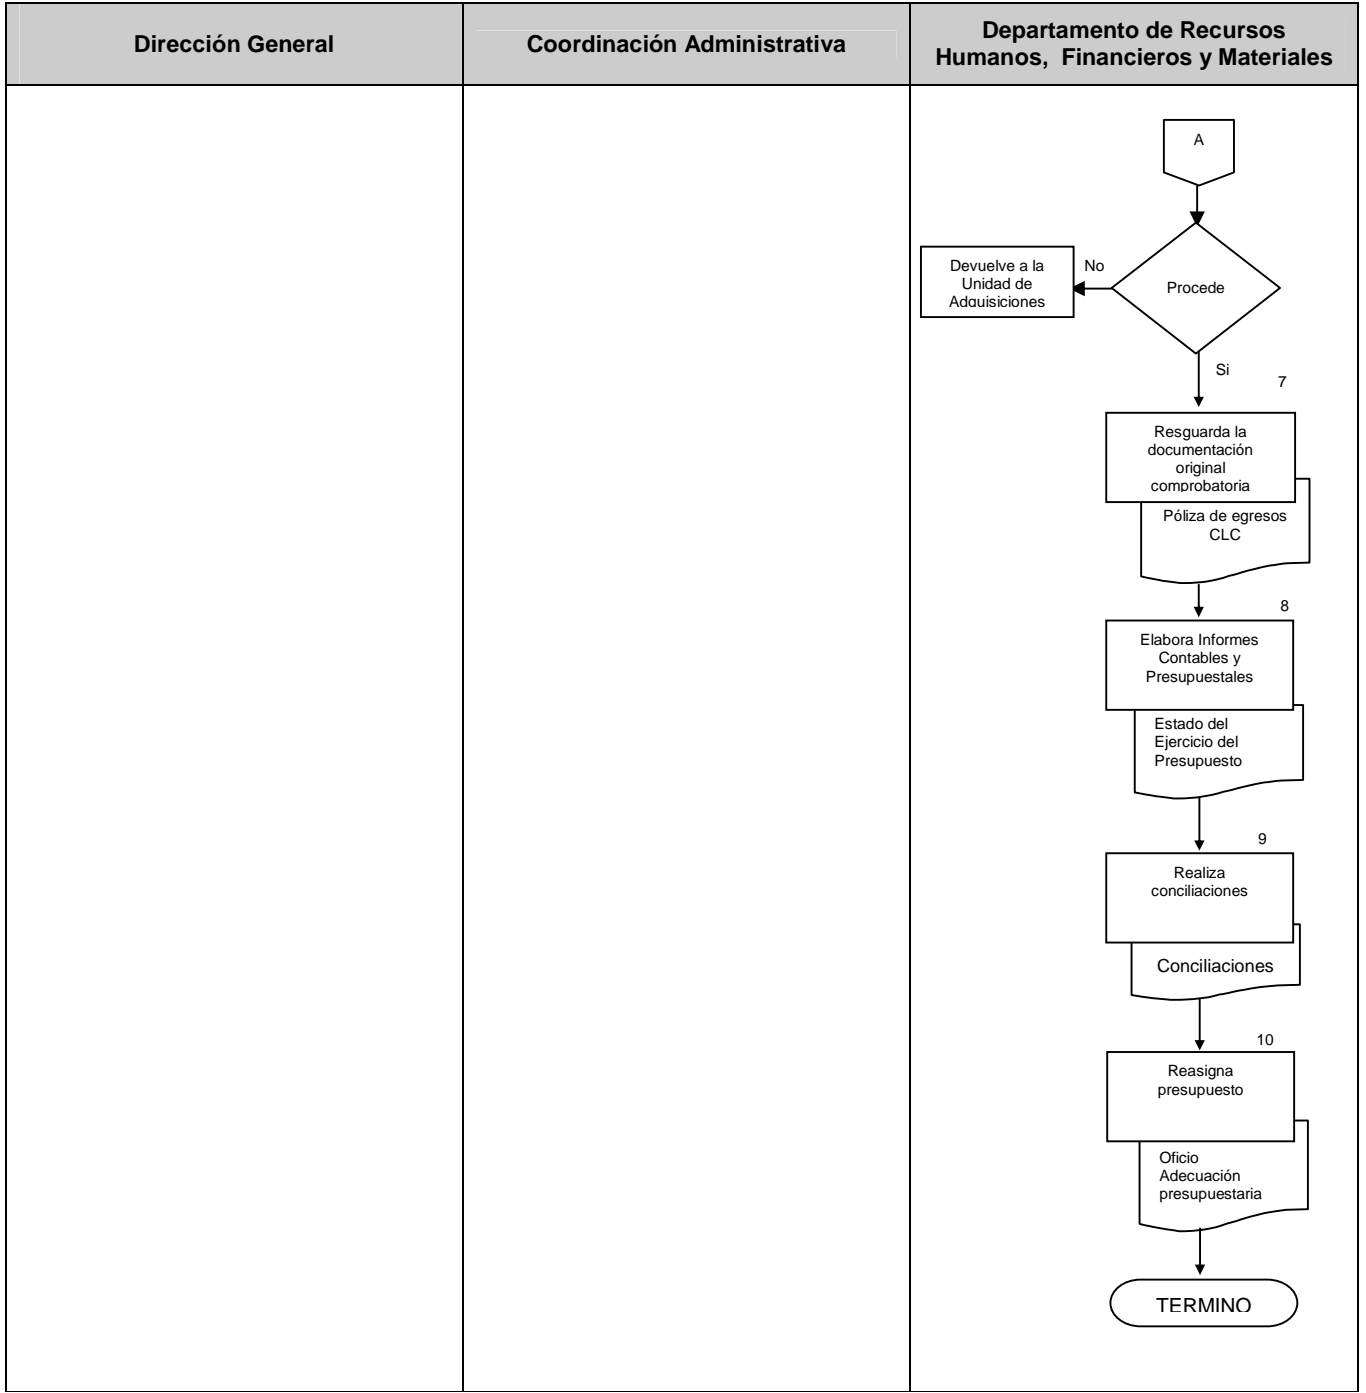 Dirección General
Coordinación Administrativa
Departamento de Recursos
Humanos, Financieros y Materiales
A
Devuelve a la
Unidad de
Adquisiciones
No
Procede
Si
7
Resguarda la
documentación
original
comprobatoria
Póliza de egresos
CLC
8
Elabora Informes
Contables y
Presupuestales
Estado del
Ejercicio del
Presupuesto
9
Realiza
conciliaciones
Conciliaciones
10
Reasigna
presupuesto
Oficio
Adecuación
presupuestaria
TERMINO